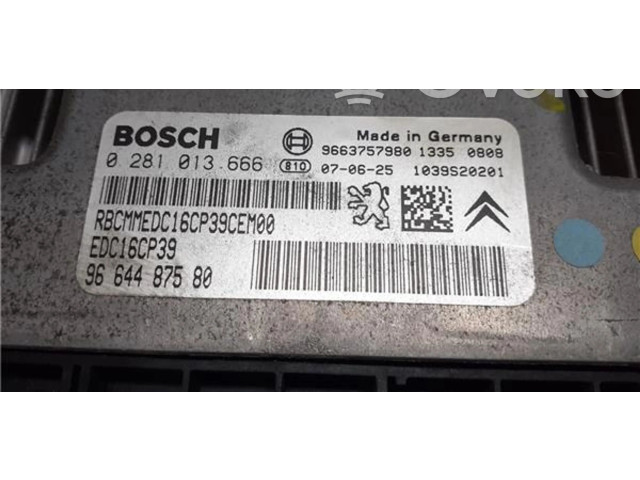 BOSCH
Made in Germany
9663757980 1335 0808
0 281 013.666 810 07-06-25 1039S20201
RBCMMEDC16CP39CEM00
EDC16CP39
96 644 875 80